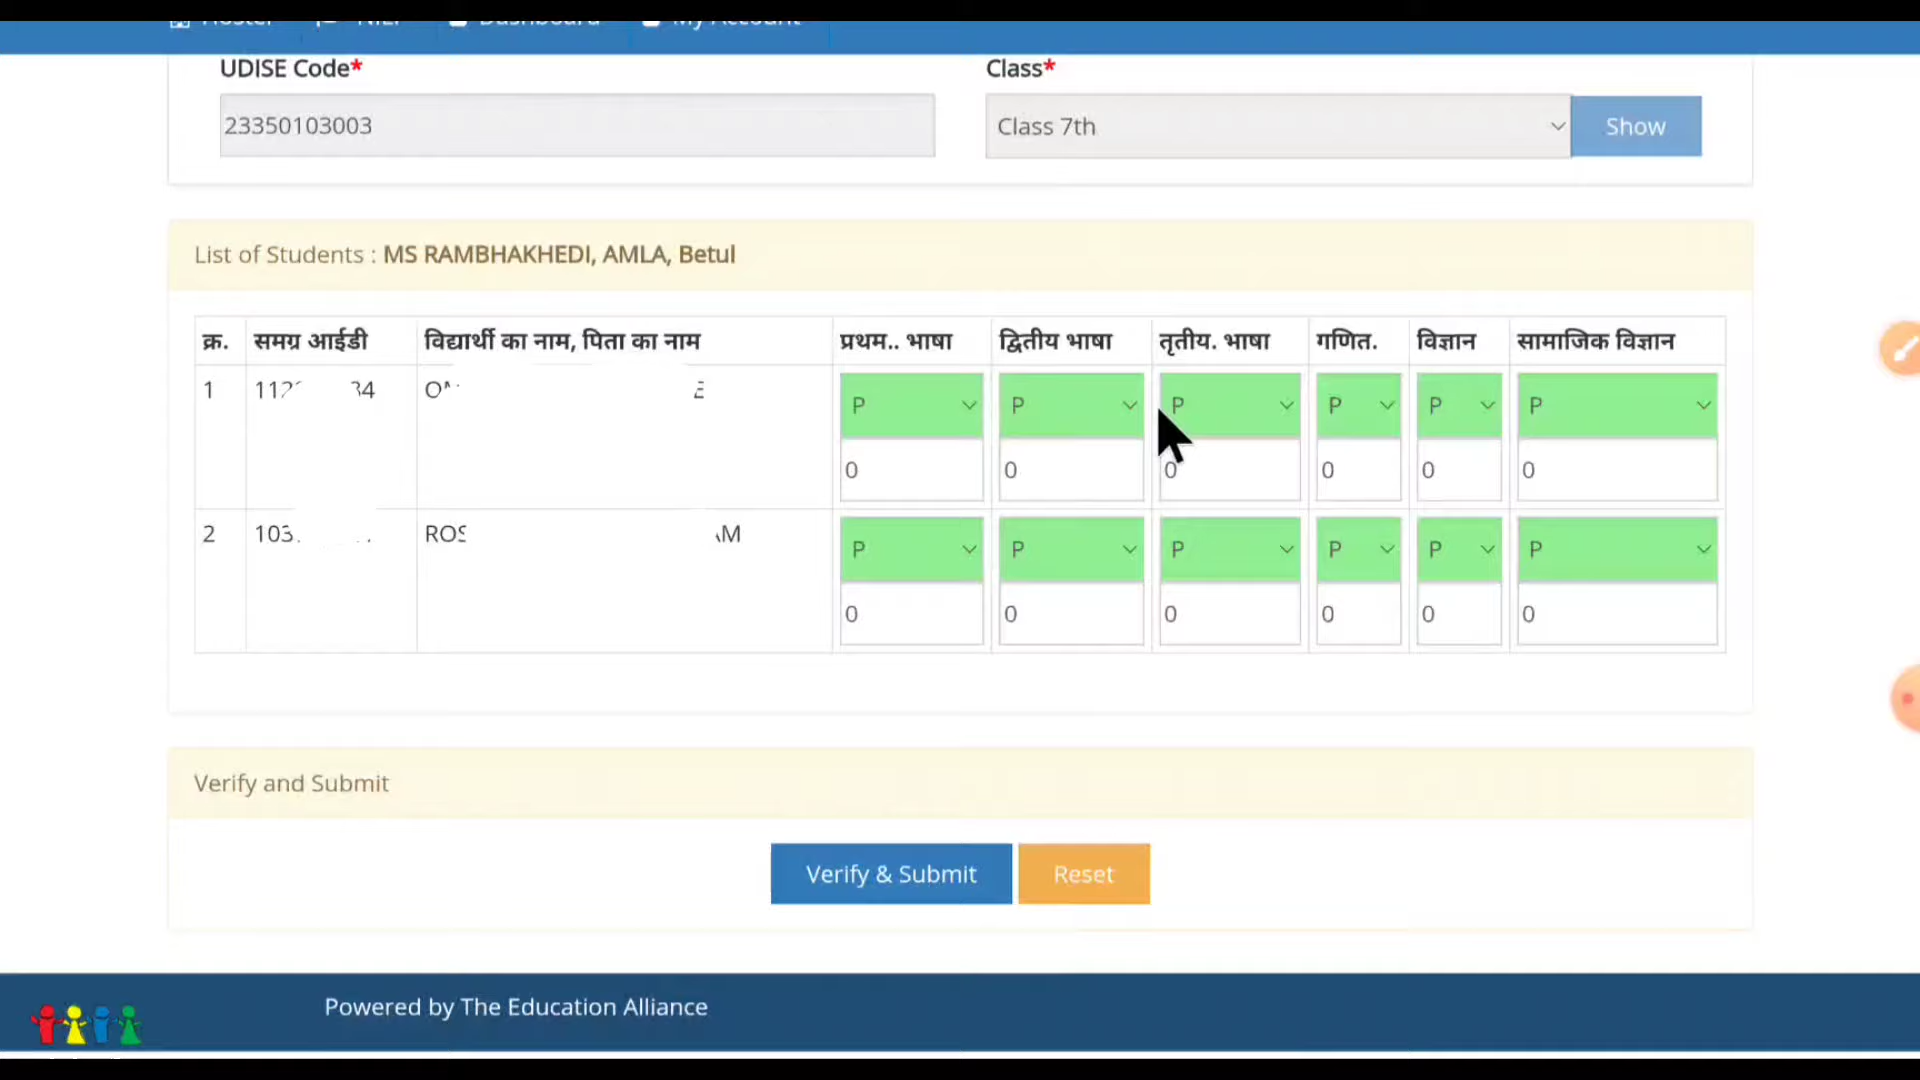 My Account
UDISE Code* Class*
23350103003 Class 7th Show
List of Students : MS RAMBHAKHEDI, AMLA, Betul
क्र. समग्र आईडी विद्यार्थी का नाम, पिता का नाम प्रथम.. भाषा द्वितीय भाषा तृतीय. भाषा गणित. विज्ञान सामाजिक विज्ञान
1 P P P P P P
0 0 0 0 0 0
2 P P P P P P
0 0 0 0 0 0
Verify and Submit
Verify & Submit Reset
Powered by The Education Alliance